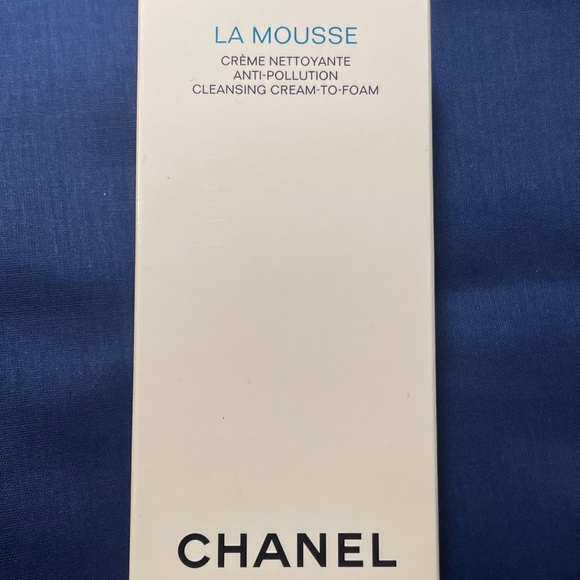 LA MOUSSE
CRÈME NETTOYANTE
ANTI-POLLUTION
CLEANSING CREAM-TO-FOAM
CHANEL